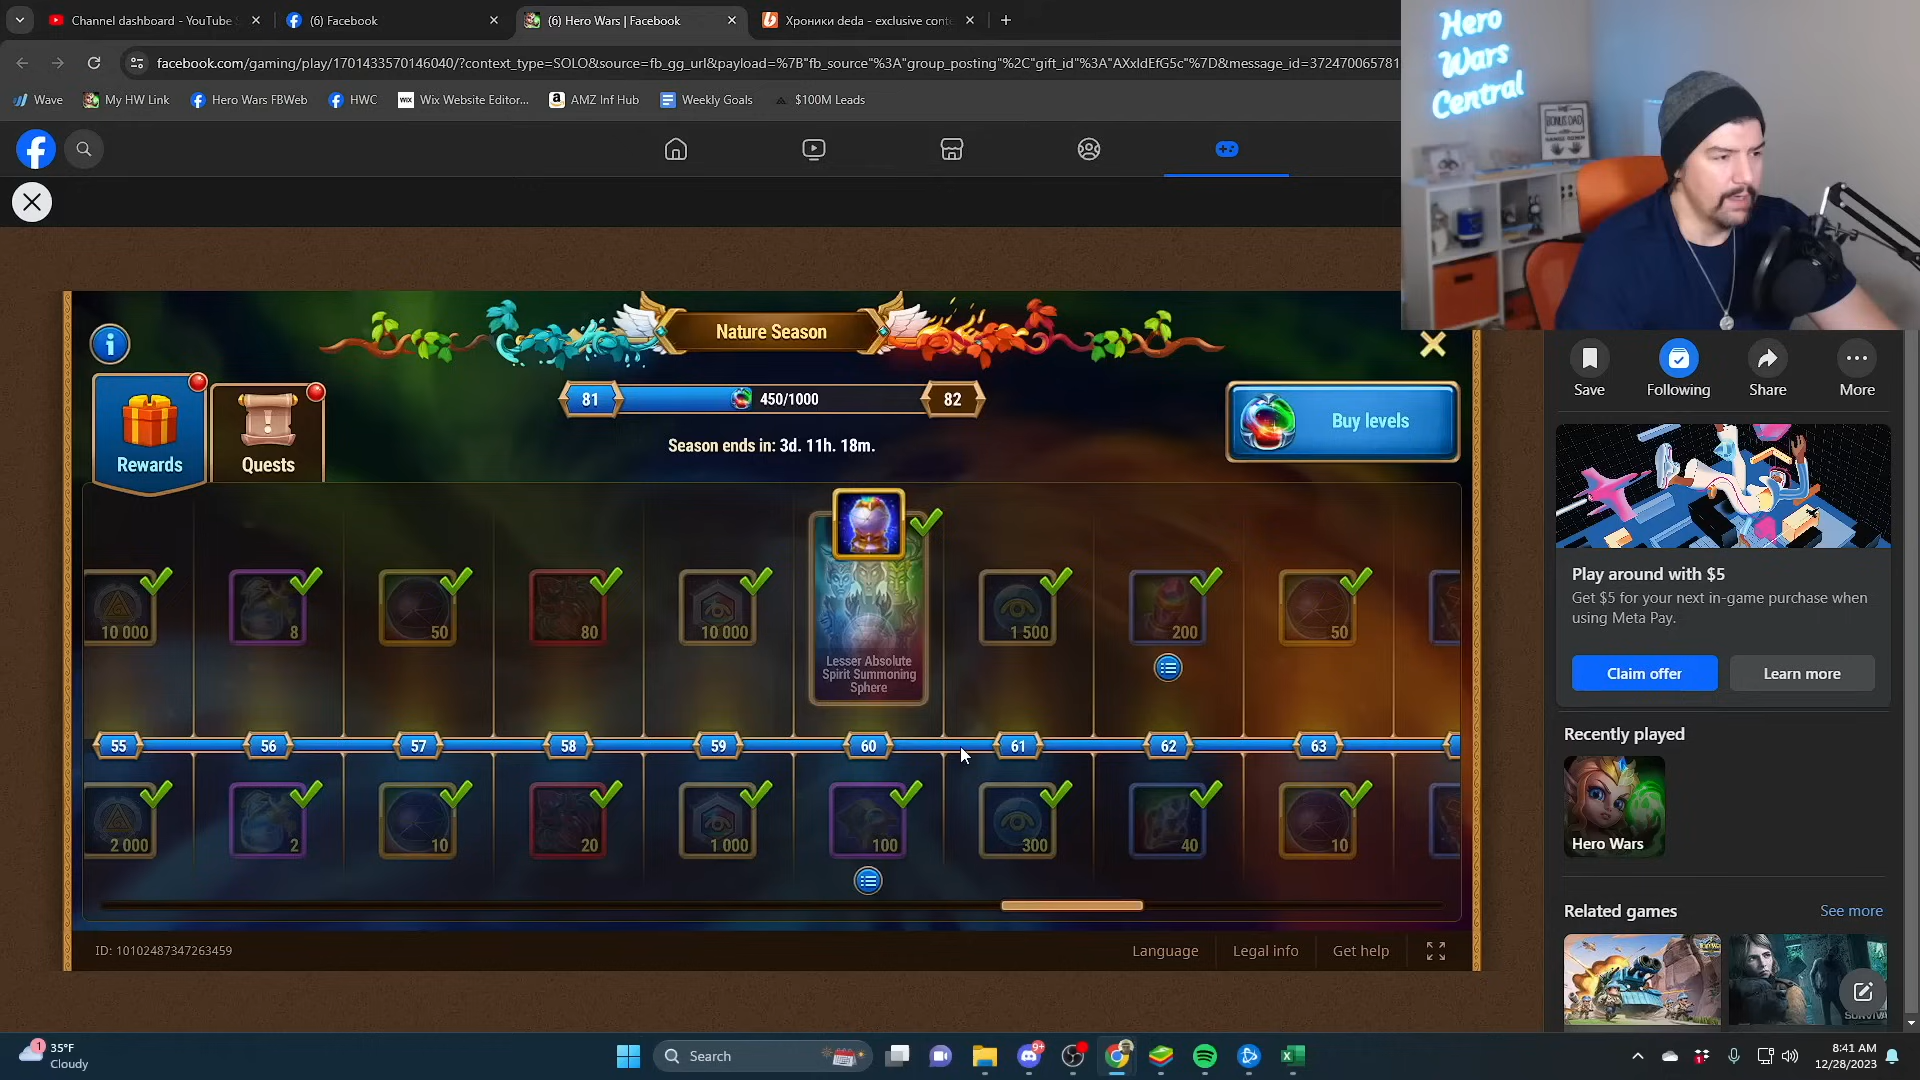 Channel dashboard - YouTube S
(6) Facebook
(6) Hero Wars | Facebook
Хроники deda - exclusive conte
facebook.com/gaming/play/1701433570146040/?context_type=SOLO&source=fb_gg_url&payload=%7B"fb_source"%3A"group_posting"%2C"gift_id"%3A"AXxIdEfG5c"%7D&message_id=372470065781
Wave
My HW Link
Hero Wars FBWeb
HWC
WiX
Wix Website Editor...
AMZ Inf Hub
Weekly Goals
$100M Leads
Hero
Wars
Central
BONUS DAD
Nature Season
81
450/1000
82
Season ends in: 3d. 11h. 18m.
Buy levels
Rewards
Quests
10 000
8
50
80
10 000
Lesser Absolute
Spirit Summoning
Sphere
1 500
200
50
55
56
57
58
59
60
61
62
63
2 000
2
10
20
1 000
100
300
40
10
ID: 10102487347263459
Language
Legal info
Get help
Save
Following
Share
More
Play around with $5
Get $5 for your next in-game purchase when
using Meta Pay.
Claim offer
Learn more
Recently played
Hero Wars
Related games
See more
1
35°F
Cloudy
Search
9+
8:41 AM
12/28/2023